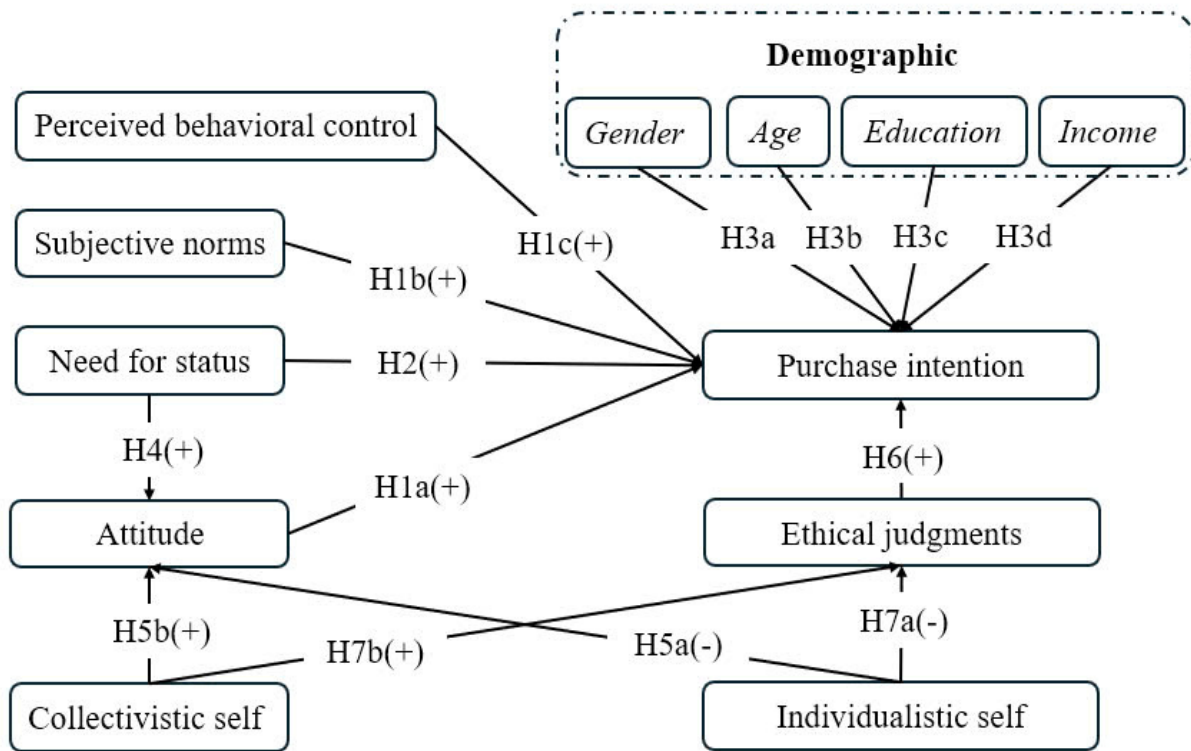 Demographic
Perceived behavioral control
Gender
Age
Education
Income
Subjective norms
H1c(+)
H3a
H3b
H3c
H3d
H1b(+)
Need for status
H2(+)
Purchase intention
H4(+)
H1a(+)
H6(+)
Attitude
Ethical judgments
H5b(+)
H7b(+)
H5a(-)
H7a(-)
Collectivistic self
Individualistic self